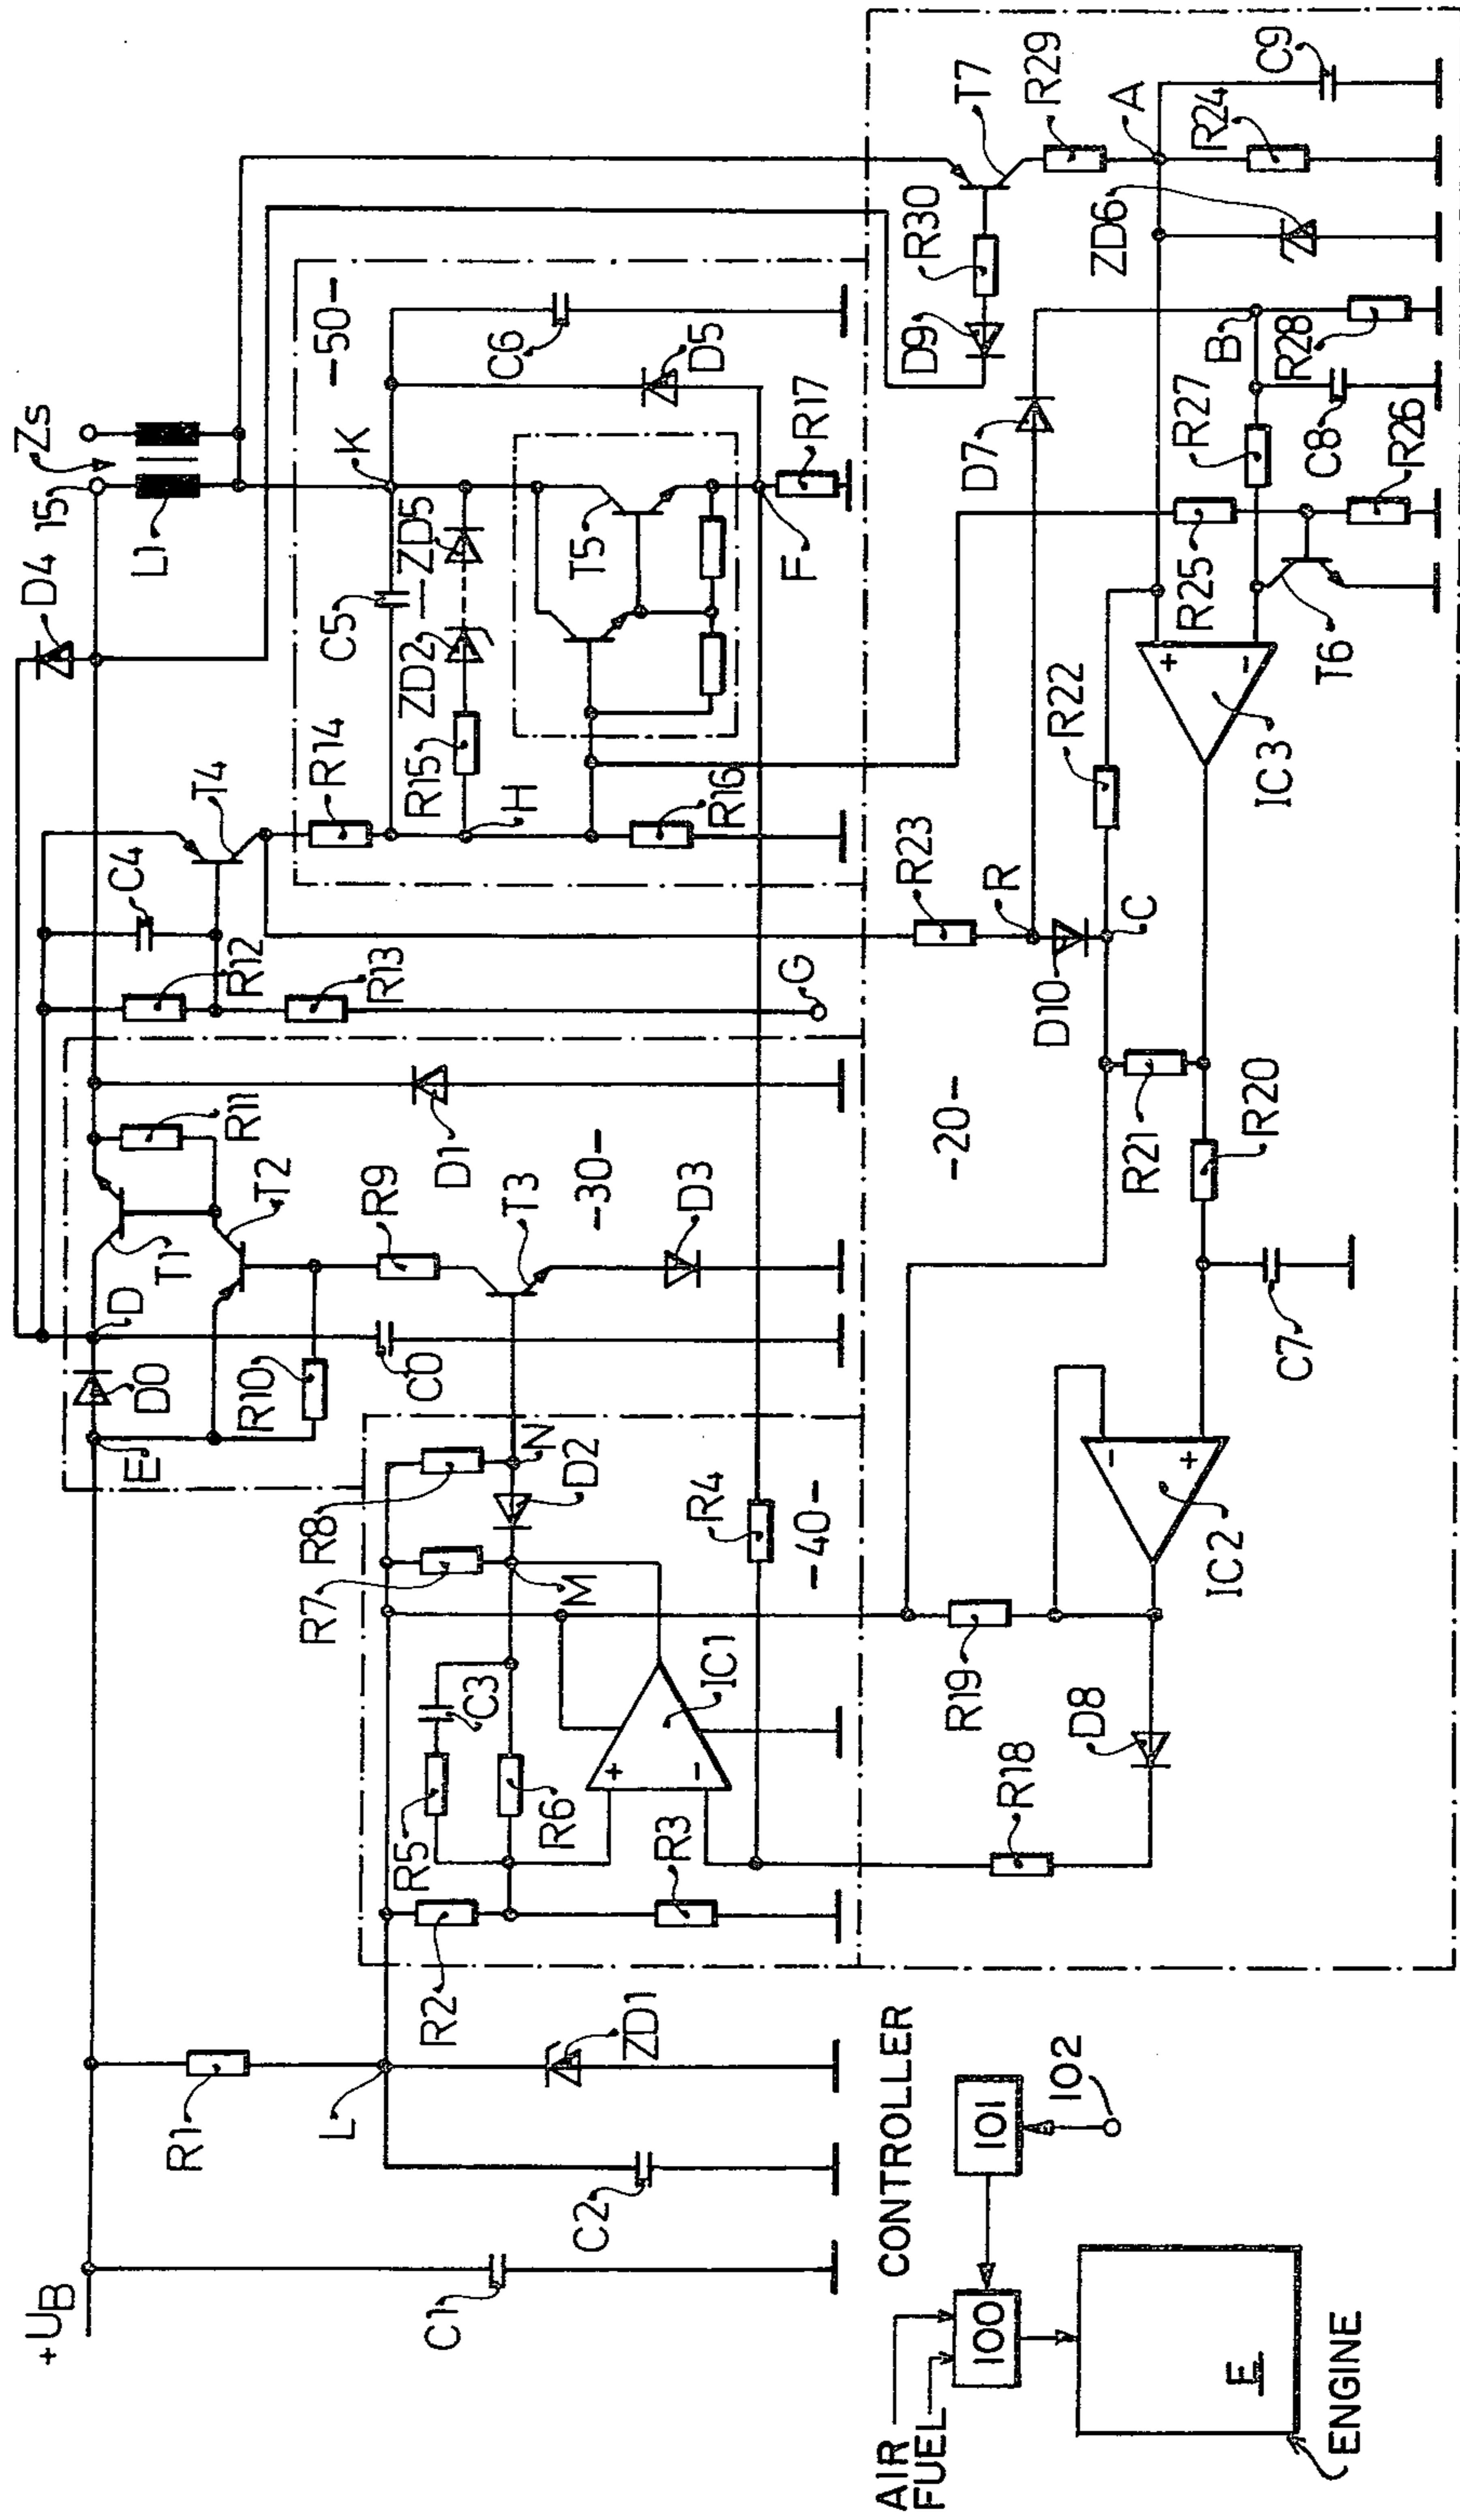 +UB
C1
C2
R1
L
ZD1
R2
R5
C3
R6
R3
IC1
R7
R8
M
N
D2
R4
-40-
E
D0
D
R10
C0
T1
T2
R11
R9
T3
-30-
D3
D1
R12
R13
G
C4
T4
D4
15
Zs
L1
R14
C5
K
-50-
ZD2
ZD5
R15
H
T5
C6
D5
R16
F
R17
-20-
R23
R
D10
C
D7
D9
R30
T7
R29
A
ZD6
R24
C9
B
R28
R27
C8
R26
R25
T6
R22
+
-
IC3
R21
R20
C7
-
+
IC2
R19
D8
R18
+
-
AIR
FUEL
100
CONTROLLER
101
102
E
ENGINE